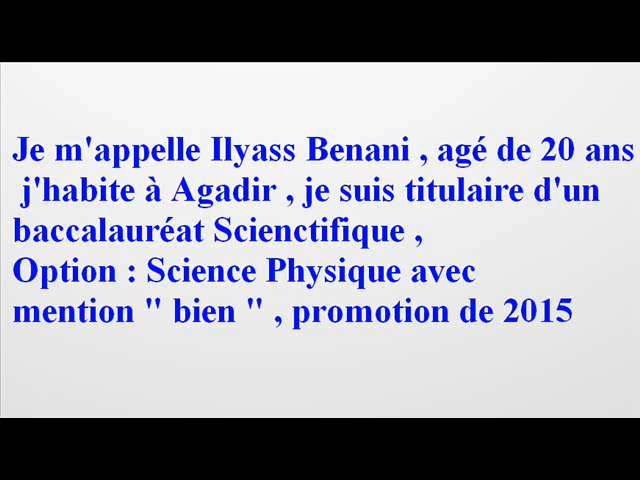 Je m'appelle Ilyass Benani , agé de 20 ans
j'habite à Agadir , je suis titulaire d'un
baccalauréat Scienctifique ,
Option : Science Physique avec
mention " bien " , promotion de 2015